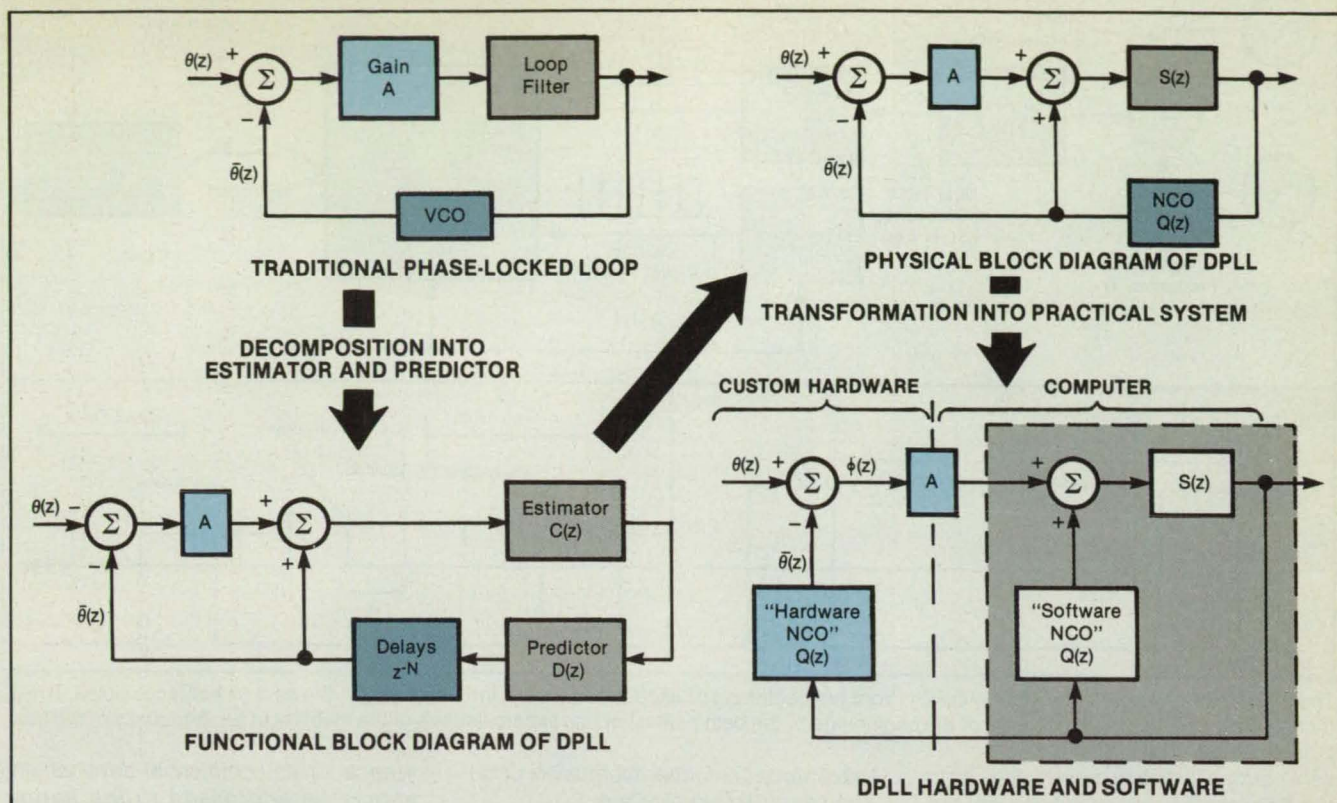 θ(z)
+
Σ
−
Gain
A
Loop
Filter
θ̄(z)
VCO
TRADITIONAL PHASE-LOCKED LOOP
DECOMPOSITION INTO
ESTIMATOR AND PREDICTOR
θ(z)
−
Σ
−
A
+
Σ
+
Estimator
C(z)
θ̄(z)
Delays
z⁻ᴺ
Predictor
D(z)
FUNCTIONAL BLOCK DIAGRAM OF DPLL
θ(z)
+
Σ
−
A
+
Σ
+
S(z)
θ̄(z)
NCO
Q(z)
PHYSICAL BLOCK DIAGRAM OF DPLL
TRANSFORMATION INTO PRACTICAL SYSTEM
CUSTOM HARDWARE
COMPUTER
θ(z)
+
Σ
−
ϕ(z)
A
+
Σ
+
S(z)
θ̄(z)
"Hardware
NCO"
Q(z)
"Software
NCO"
Q(z)
DPLL HARDWARE AND SOFTWARE